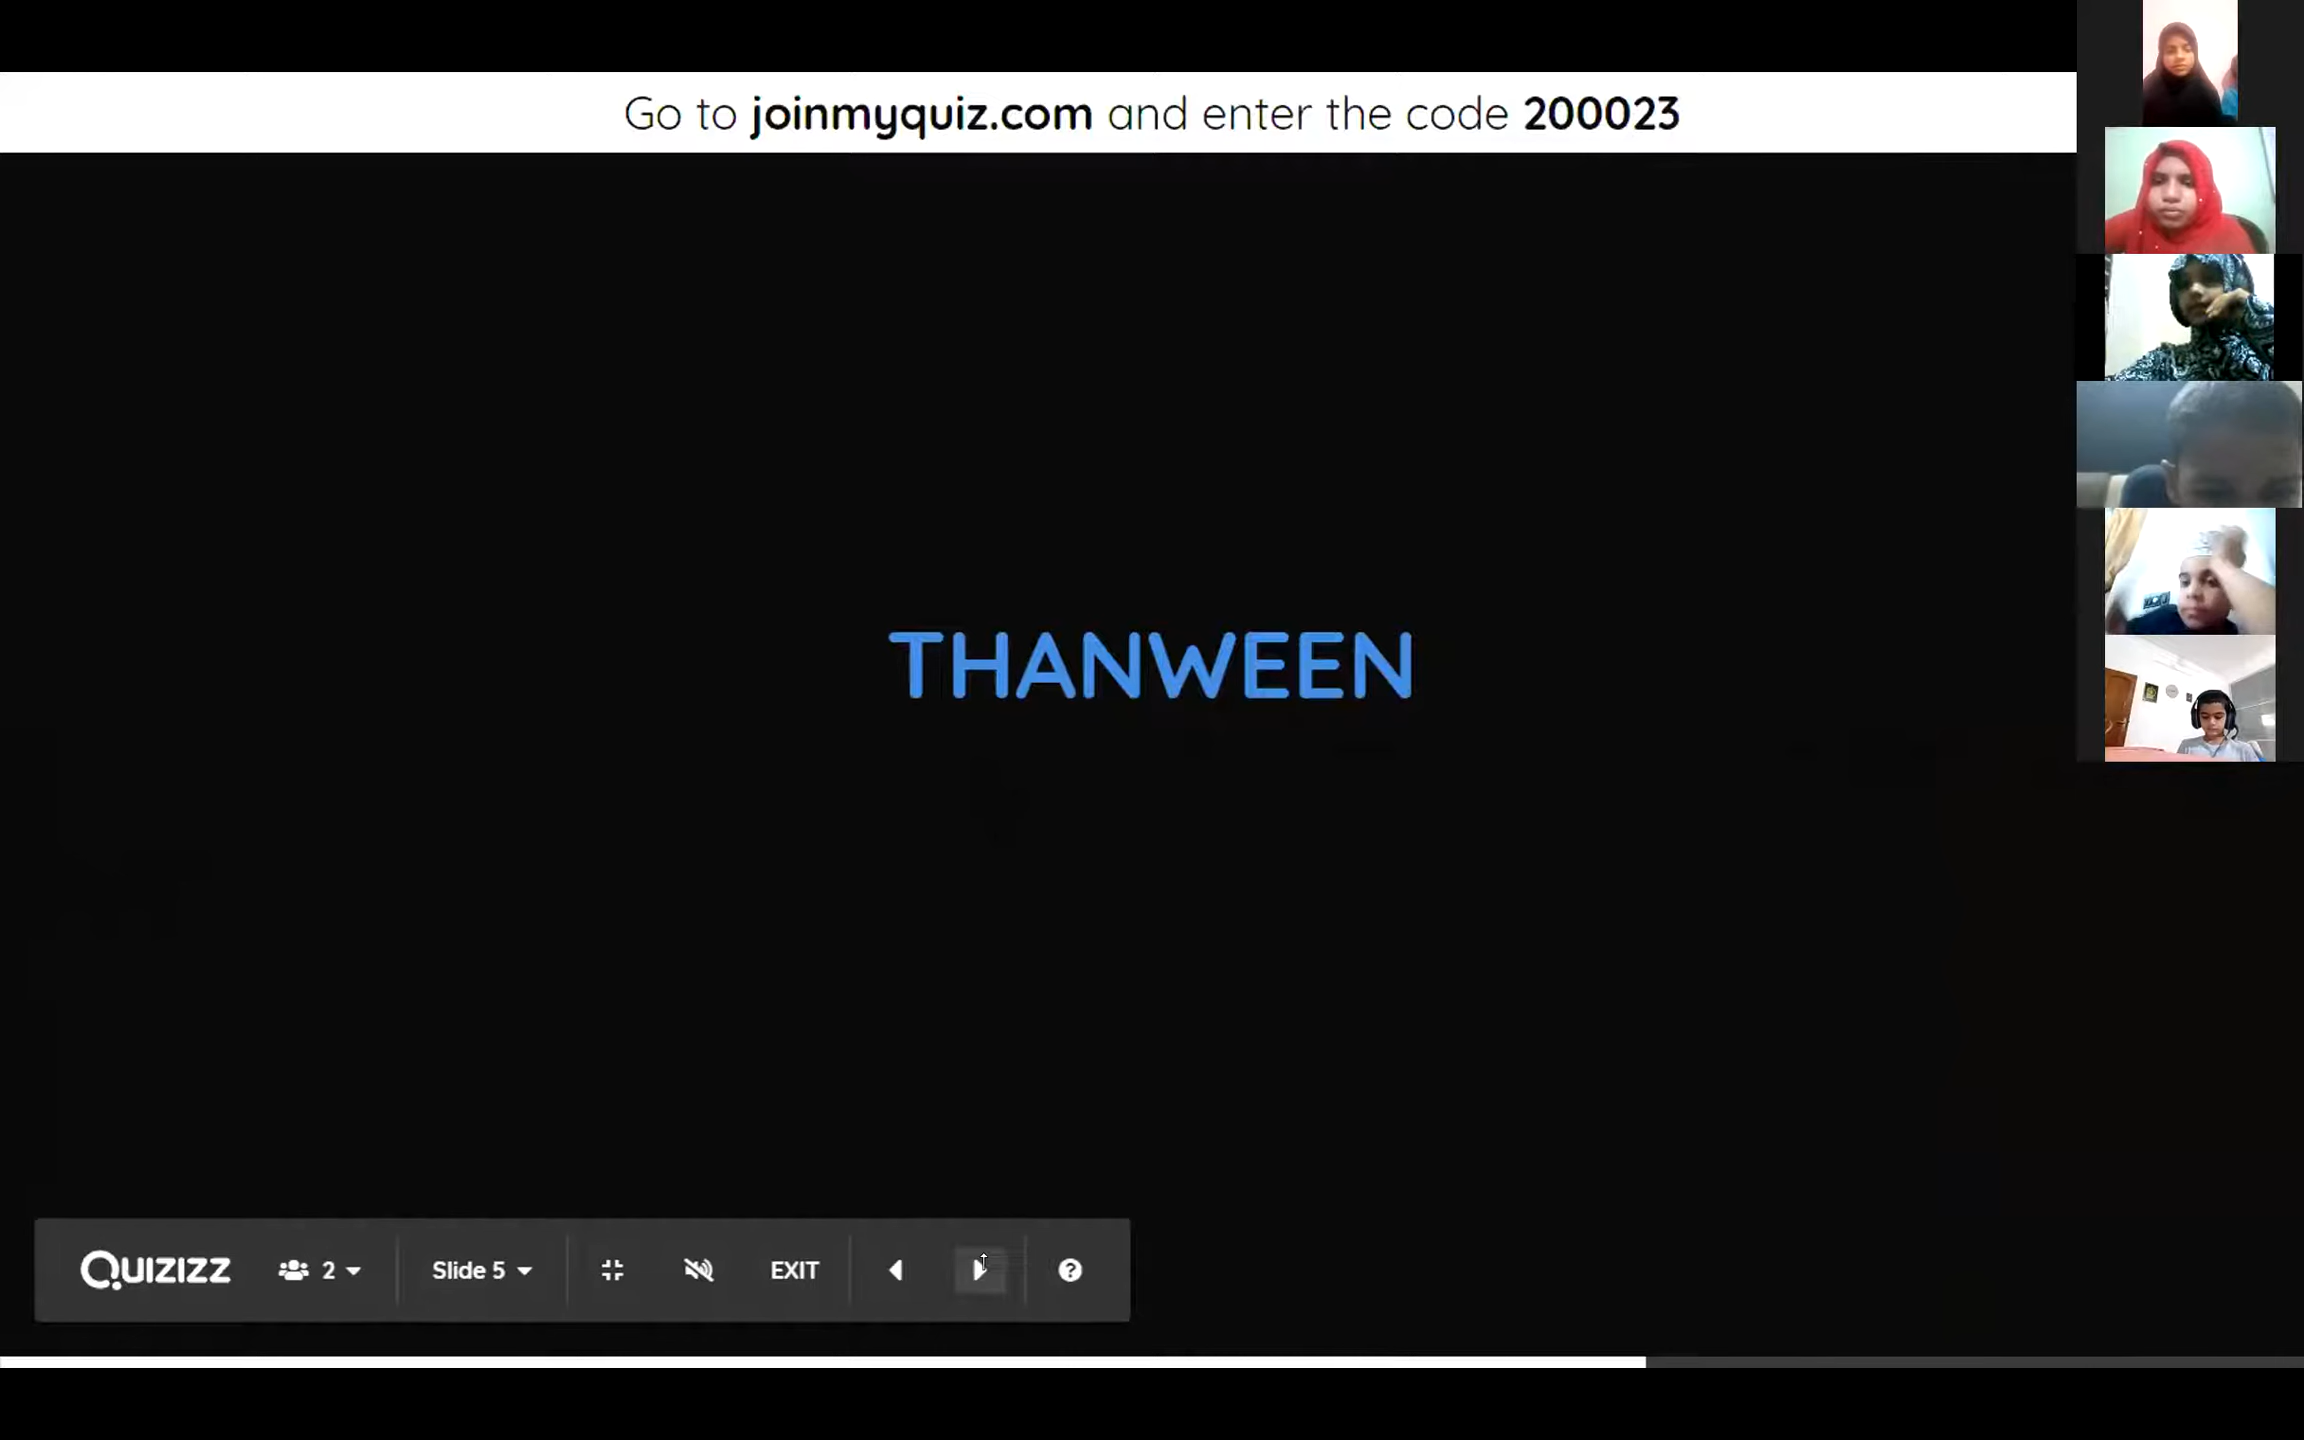 Go to joinmyquiz.com and enter the code 200023
THANWEEN
QUIZIZZ 2 Slide 5 EXIT